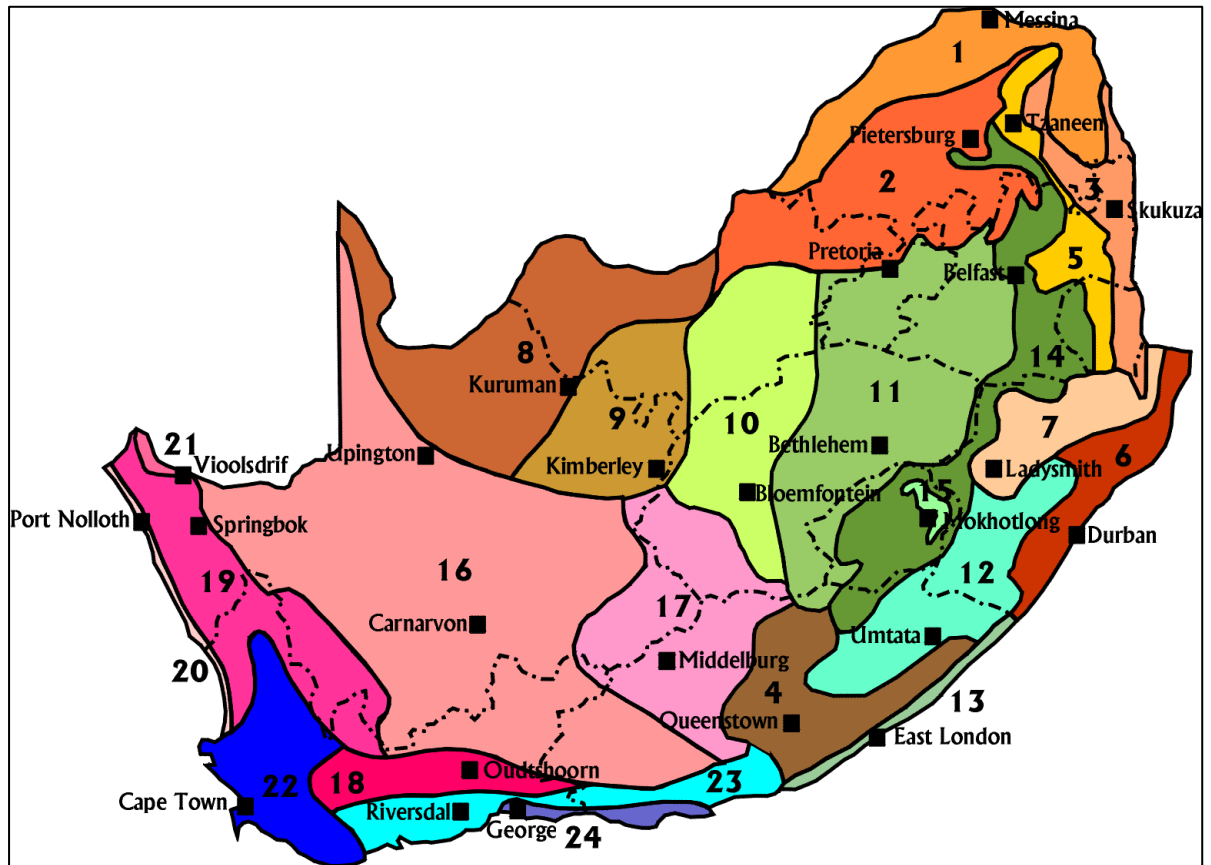 Messina
1
Tzaneen
Pietersburg
2
3
Skukuza
Pretoria
Belfast
5
8
14
Kuruman
11
9
10
7
21
Vioolsdrif
Upington
Kimberley
Bethlehem
Ladysmith
6
Bloemfontein
15
Port Nolloth
Springbok
Mokhotlong
Durban
19
16
12
17
Carnarvon
Umtata
20
Middelburg
4
13
Queenstown
East London
Oudtshoorn
18
22
23
Cape Town
Riversdal
George
24